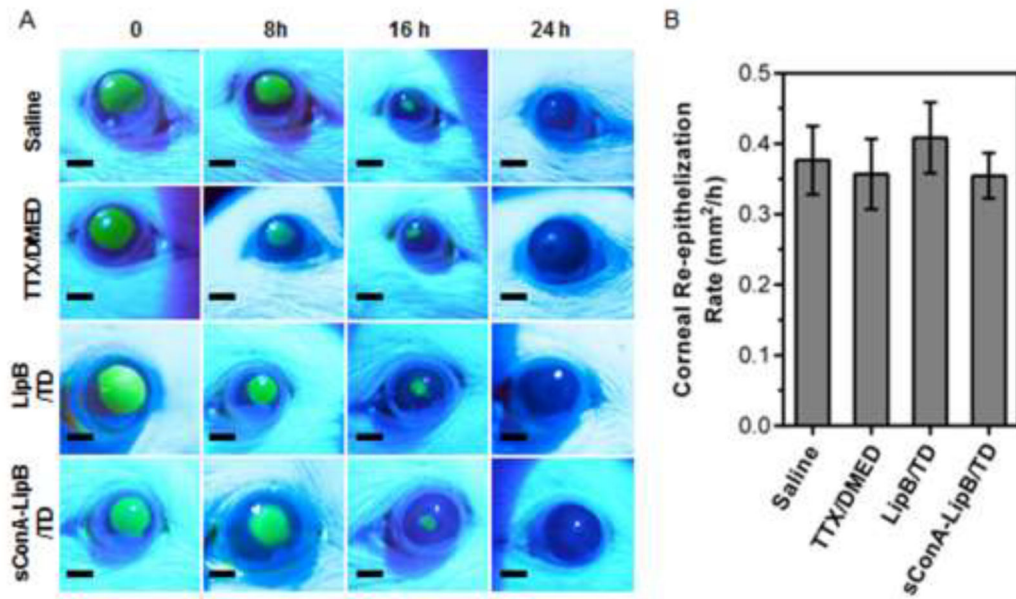 A
0 8h 16 h 24 h
Saline
TTX/DMED
LipB
/TD
sConA-LipB
/TD
B
Corneal Re-epithelization
Rate (mm²/h)
0.5
0.4
0.3
0.2
0.1
0.0
Saline
TTX/DMED
LipB/TD
sConA-LipB/TD